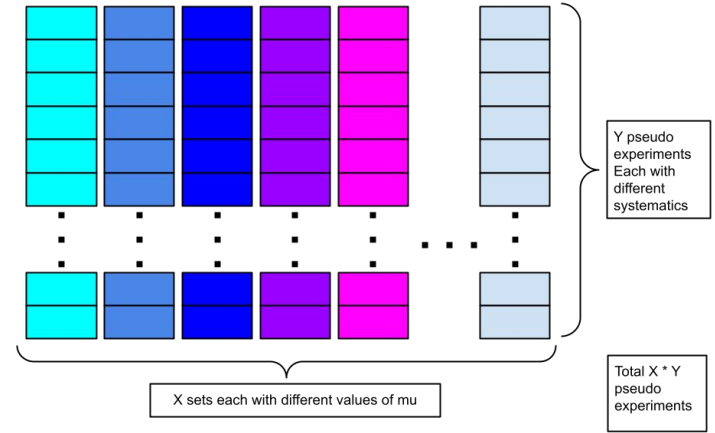 Y pseudo
experiments
Each with
different
systematics
X sets each with different values of mu
Total X * Y
pseudo
experiments